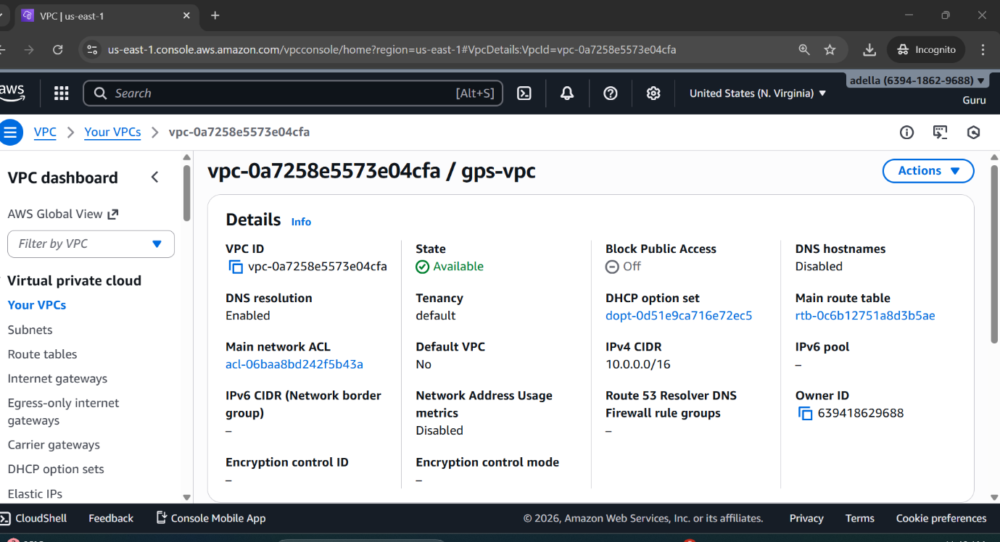 VPC | us-east-1
us-east-1.console.aws.amazon.com/vpcconsole/home?region=us-east-1#VpcDetails:VpcId=vpc-0a7258e5573e04cfa
Incognito
aws
Search
[Alt+S]
United States (N. Virginia)
adella (6394-1862-9688)
Guru
VPC
Your VPCs
vpc-0a7258e5573e04cfa
VPC dashboard
AWS Global View
Filter by VPC
Virtual private cloud
Your VPCs
Subnets
Route tables
Internet gateways
Egress-only internet
gateways
Carrier gateways
DHCP option sets
Elastic IPs
vpc-0a7258e5573e04cfa / gps-vpc
Actions
Details Info
VPC ID
vpc-0a7258e5573e04cfa
State
Available
Block Public Access
Off
DNS hostnames
Disabled
DNS resolution
Enabled
Tenancy
default
DHCP option set
dopt-0d51e9ca716e72ec5
Main route table
rtb-0c6b12751a8d3b5ae
Main network ACL
acl-06baa8bd242f5b43a
Default VPC
No
IPv4 CIDR
10.0.0.0/16
IPv6 pool
–
IPv6 CIDR (Network border
group)
–
Network Address Usage
metrics
Disabled
Route 53 Resolver DNS
Firewall rule groups
–
Owner ID
639418629688
Encryption control ID
–
Encryption control mode
–
CloudShell
Feedback
Console Mobile App
© 2026, Amazon Web Services, Inc. or its affiliates.
Privacy
Terms
Cookie preferences